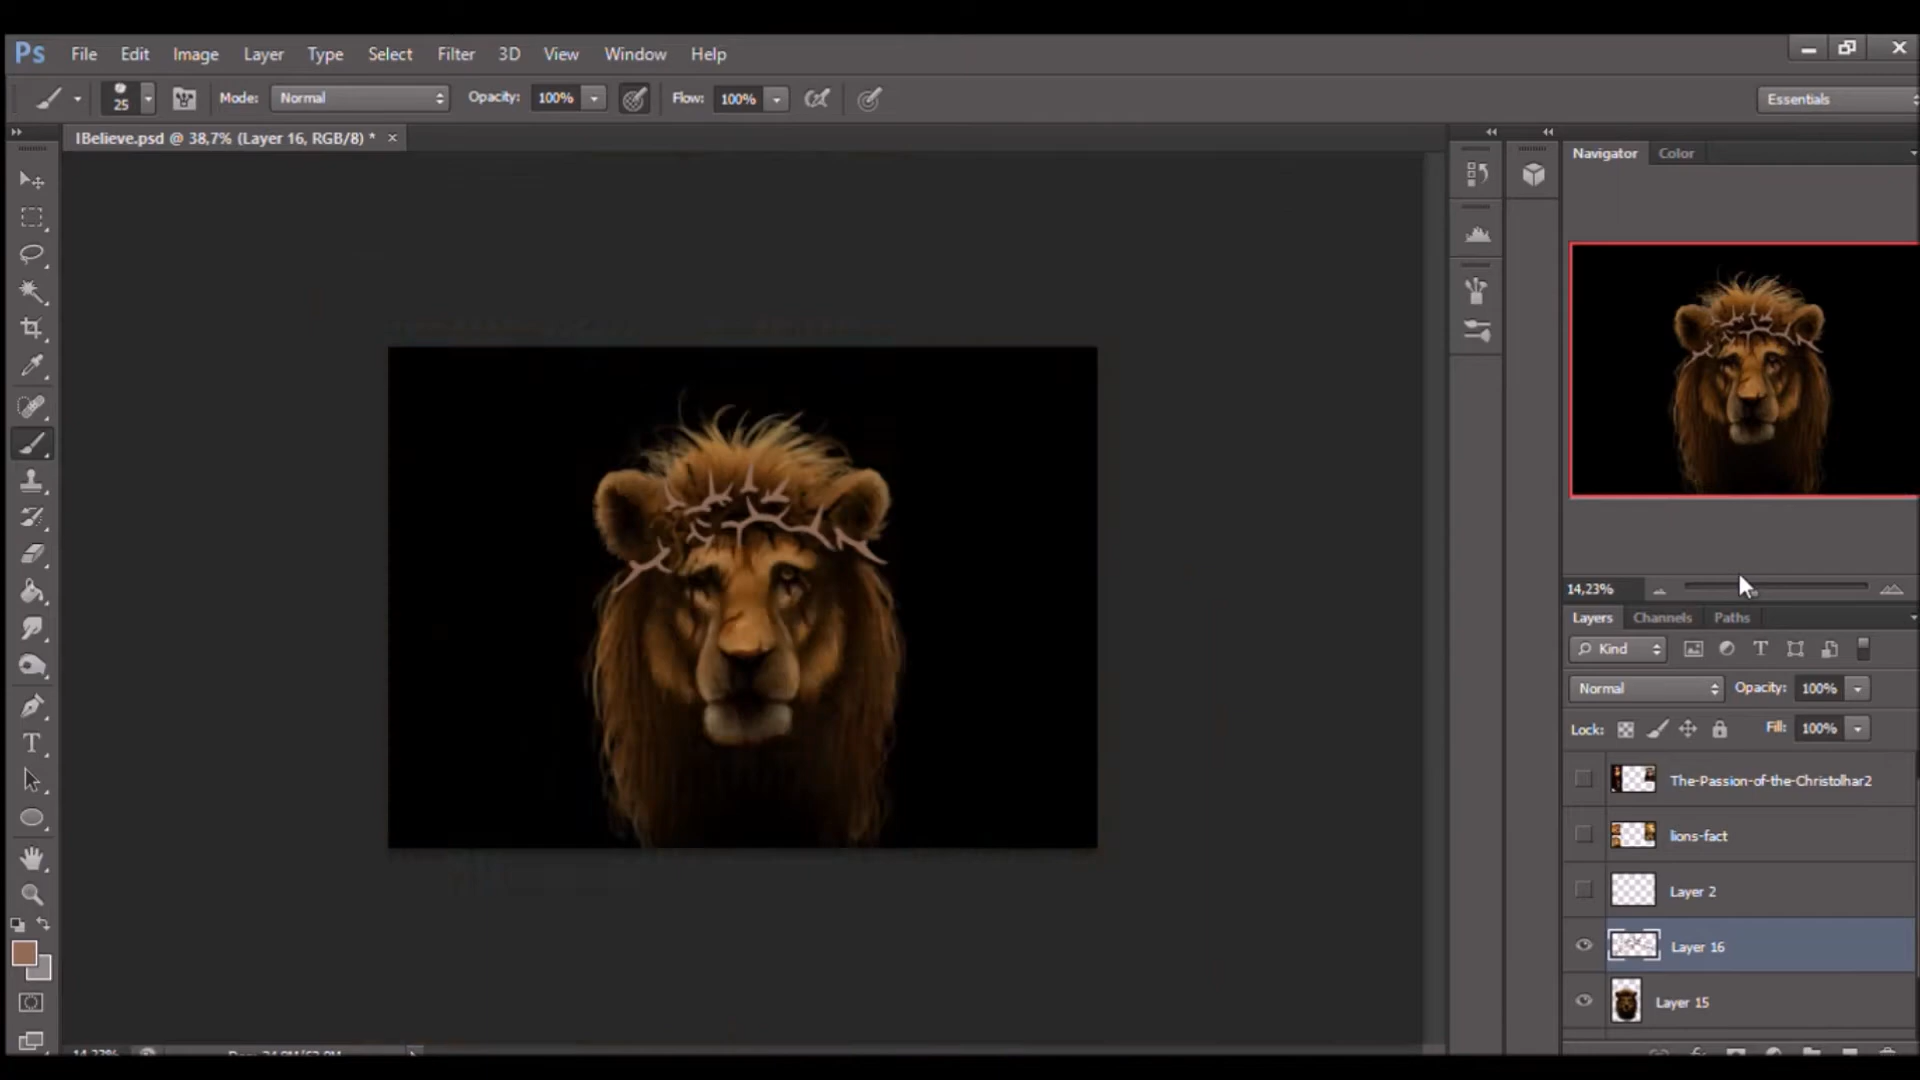 Ps File Edit Image Layer Type Select Filter 3D View Window Help
25 Mode: Normal Opacity: 100% Flow: 100% Essentials
IBelieve.psd @ 38,7% (Layer 16, RGB/8) * ×
Navigator Color
14,23%
Layers Channels Paths
Kind
Normal Opacity: 100%
Lock: Fill: 100%
The-Passion-of-the-Christolhar2
lions-fact
Layer 2
Layer 16
Layer 15
14,23%